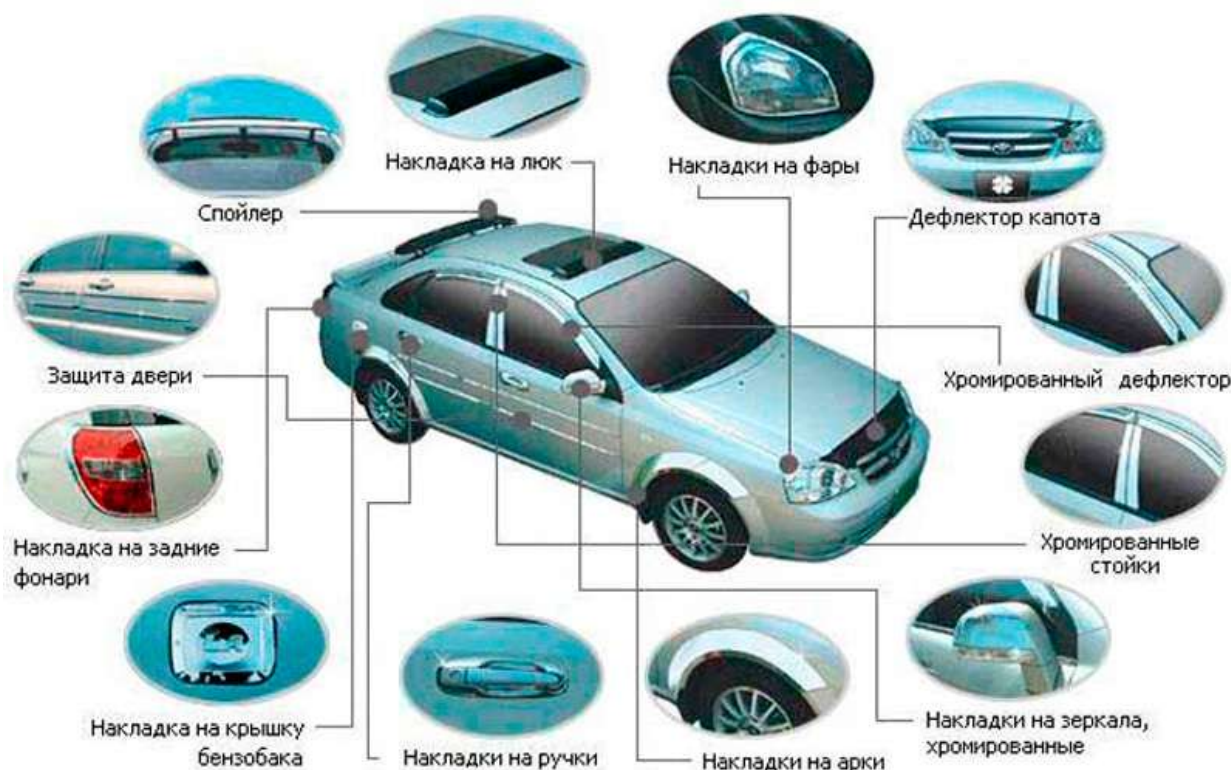 Накладка на люк
Накладки на фары
Спойлер
Дефлектор капота
Защита двери
Хромированный дефлектор
Накладка на задние
фонари
Хромированные
стойки
Накладка на крышку
бензобака
Накладки на ручки
Накладки на арки
Накладки на зеркала,
хромированные